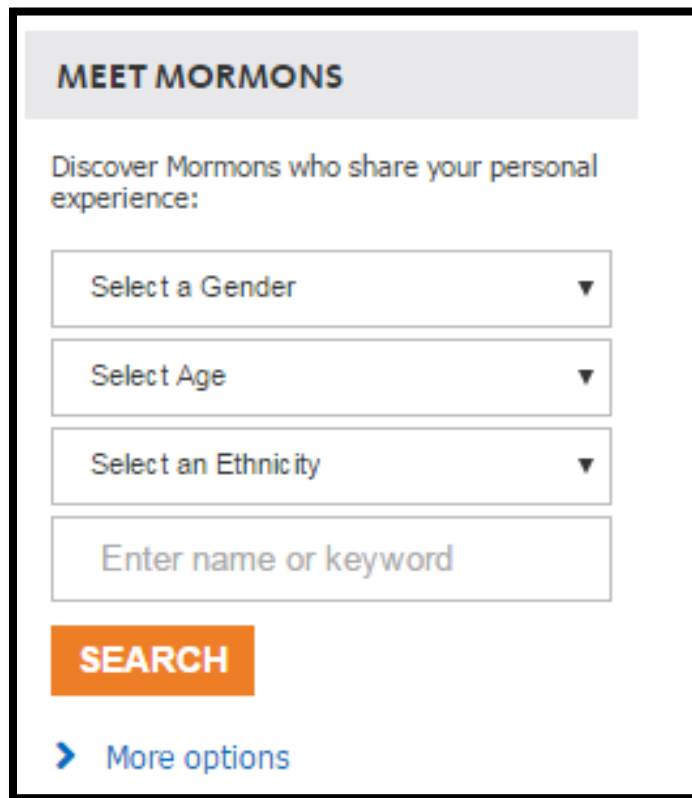 MEET MORMONS
Discover Mormons who share your personal
experience:
Select a Gender
Select Age
Select an Ethnicity
Enter name or keyword
SEARCH
More options